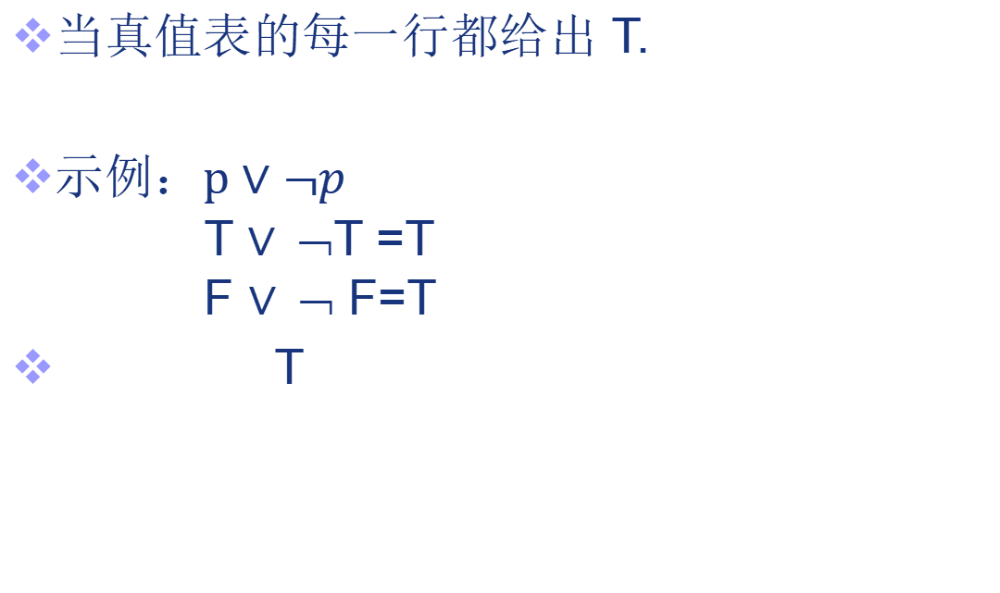 当真值表的每一行都给出 T.
示例：p ∨ ¬p
T ∨ ¬T =T
F ∨ ¬ F=T
T